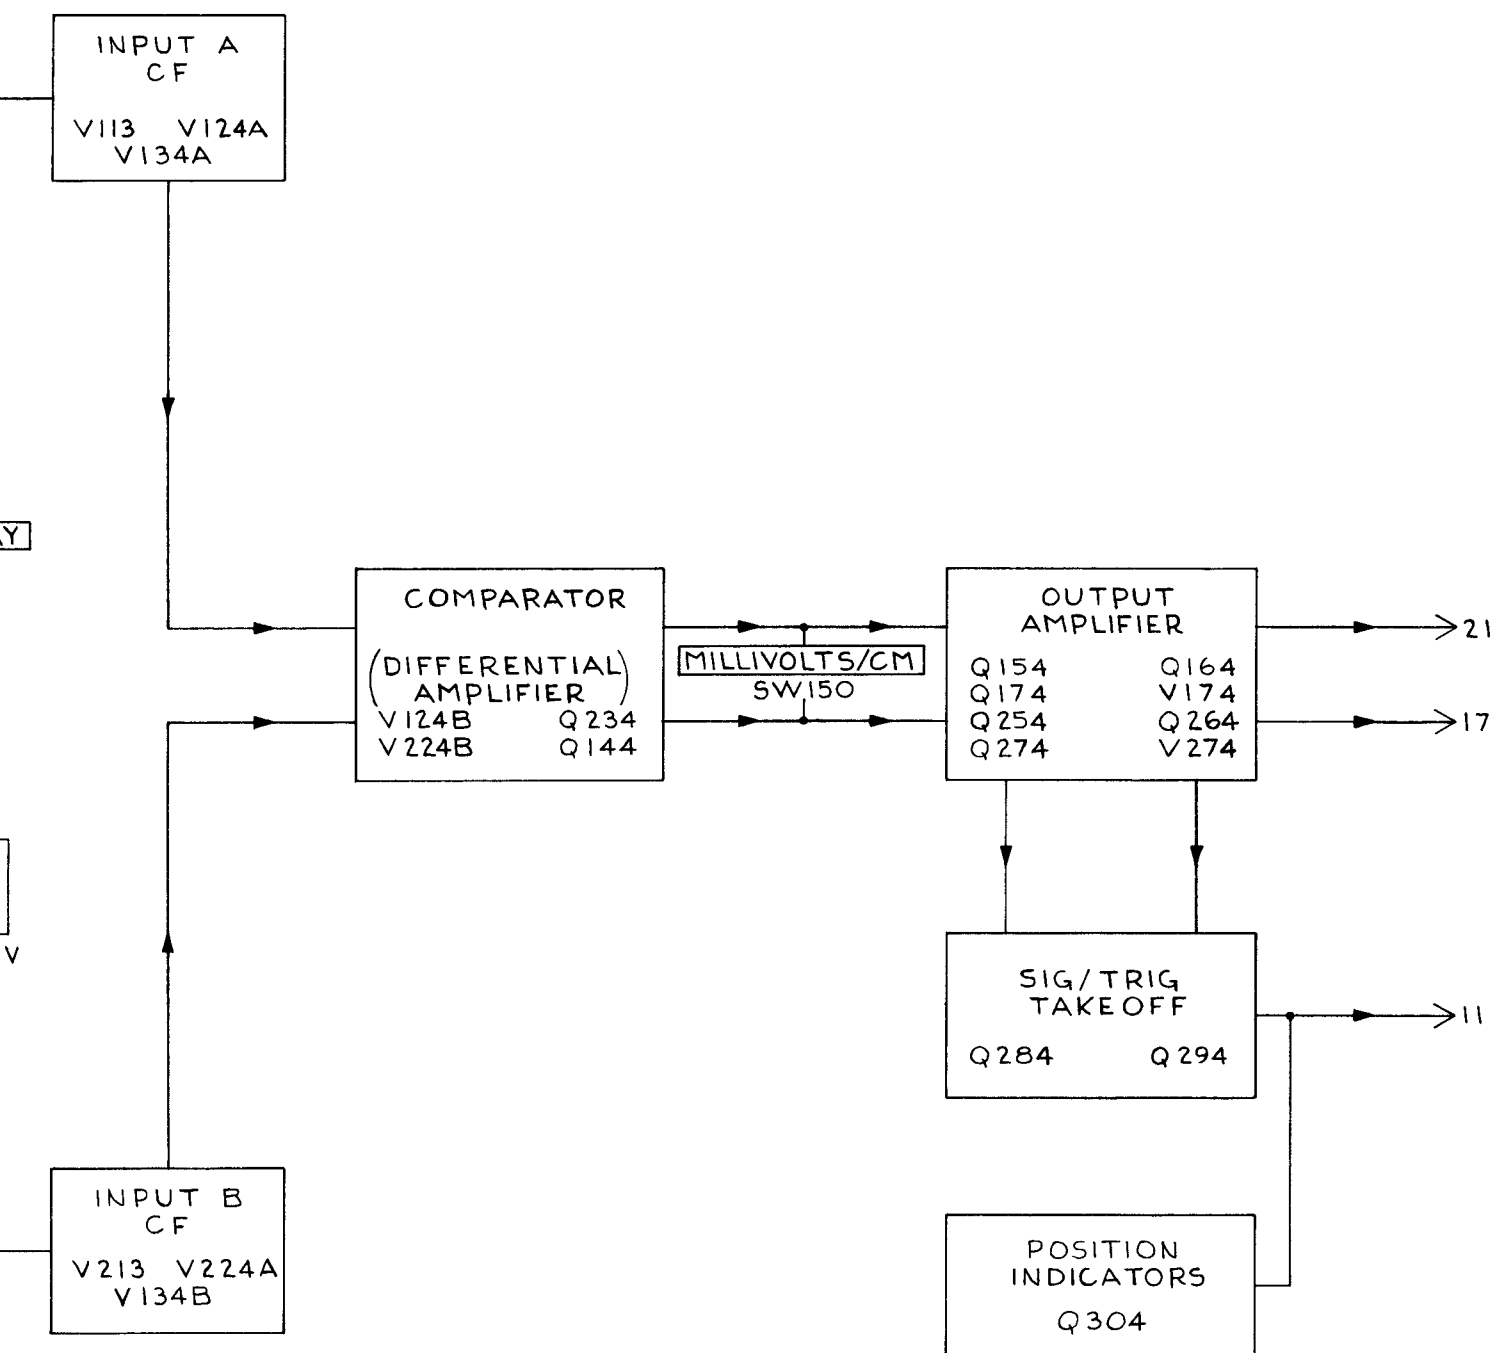 INPUT A
CF
V113 V124A
V134A
COMPARATOR
(DIFFERENTIAL
AMPLIFIER)
V124B Q234
V224B Q144
MILLIVOLTS/CM
SW150
OUTPUT
AMPLIFIER
Q154 Q164
Q174 V174
Q254 Q264
Q274 V274
21
17
V
SIG/TRIG
TAKEOFF
Q284 Q294
11
INPUT B
CF
V213 V224A
V134B
POSITION
INDICATORS
Q304